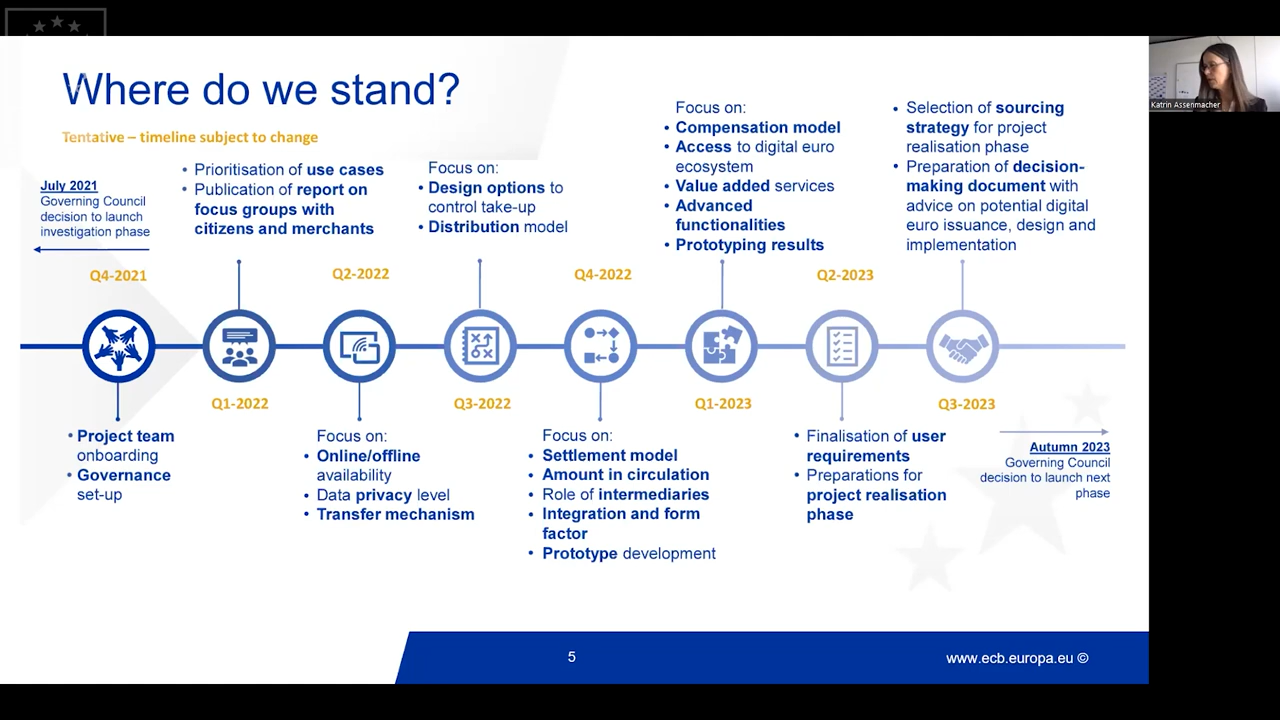 Where do we stand?
Tentative – timeline subject to change
July 2021
Governing Council
decision to launch
investigation phase
• Prioritisation of use cases
• Publication of report on
focus groups with
citizens and merchants
Focus on:
• Design options to
control take-up
• Distribution model
Focus on:
• Compensation model
• Access to digital euro
ecosystem
• Value added services
• Advanced
functionalities
• Prototyping results
• Selection of sourcing
strategy for project
realisation phase
• Preparation of decision-
making document with
advice on potential digital
euro issuance, design and
implementation
Q4-2021
Q2-2022
Q4-2022
Q2-2023
Q1-2022
Q3-2022
Q1-2023
Q3-2023
• Project team
onboarding
• Governance
set-up
Focus on:
• Online/offline
availability
• Data privacy level
• Transfer mechanism
Focus on:
• Settlement model
• Amount in circulation
• Role of intermediaries
• Integration and form
factor
• Prototype development
• Finalisation of user
requirements
• Preparations for
project realisation
phase
Autumn 2023
Governing Council
decision to launch next
phase
5
www.ecb.europa.eu ©
Katrin Assenmacher